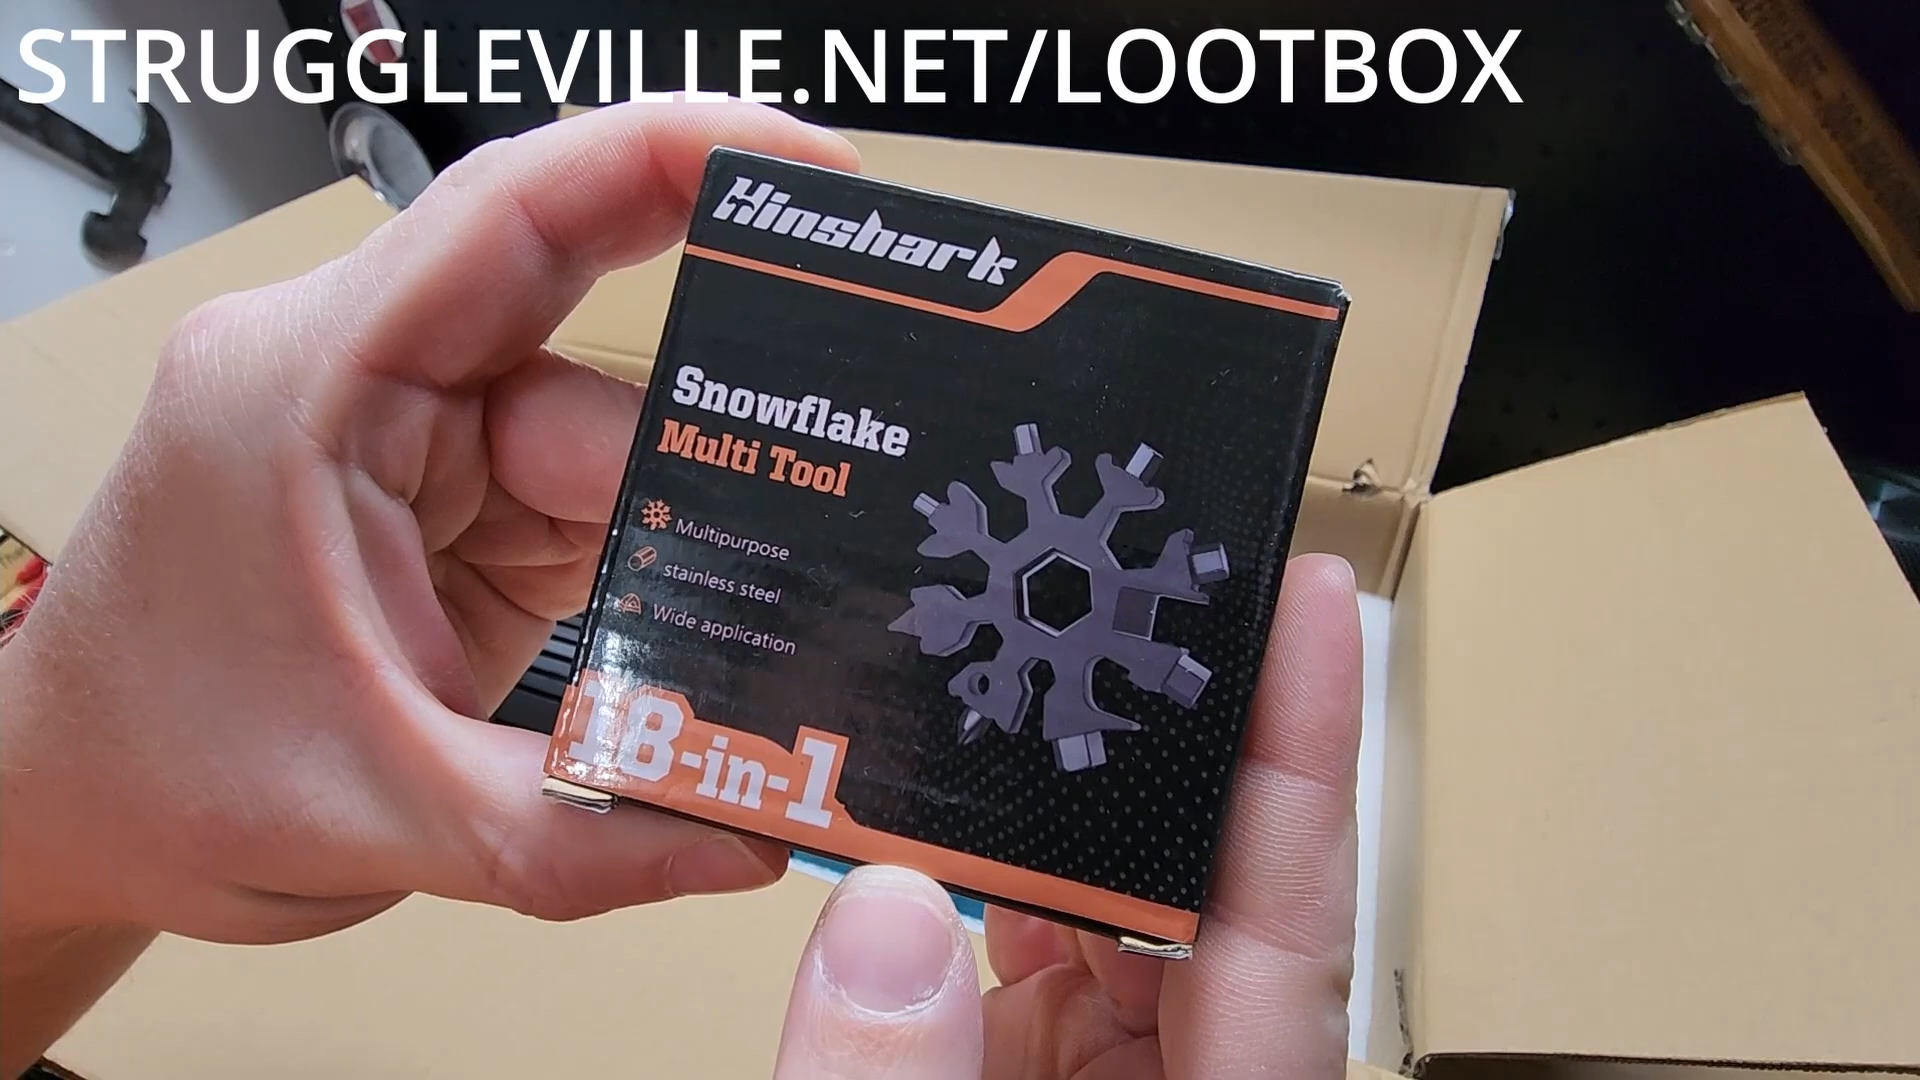 STRUGGLEVILLE.NET/LOOTBOX
Hinshark
Snowflake
Multi Tool
Multipurpose
stainless steel
Wide application
18-in-1